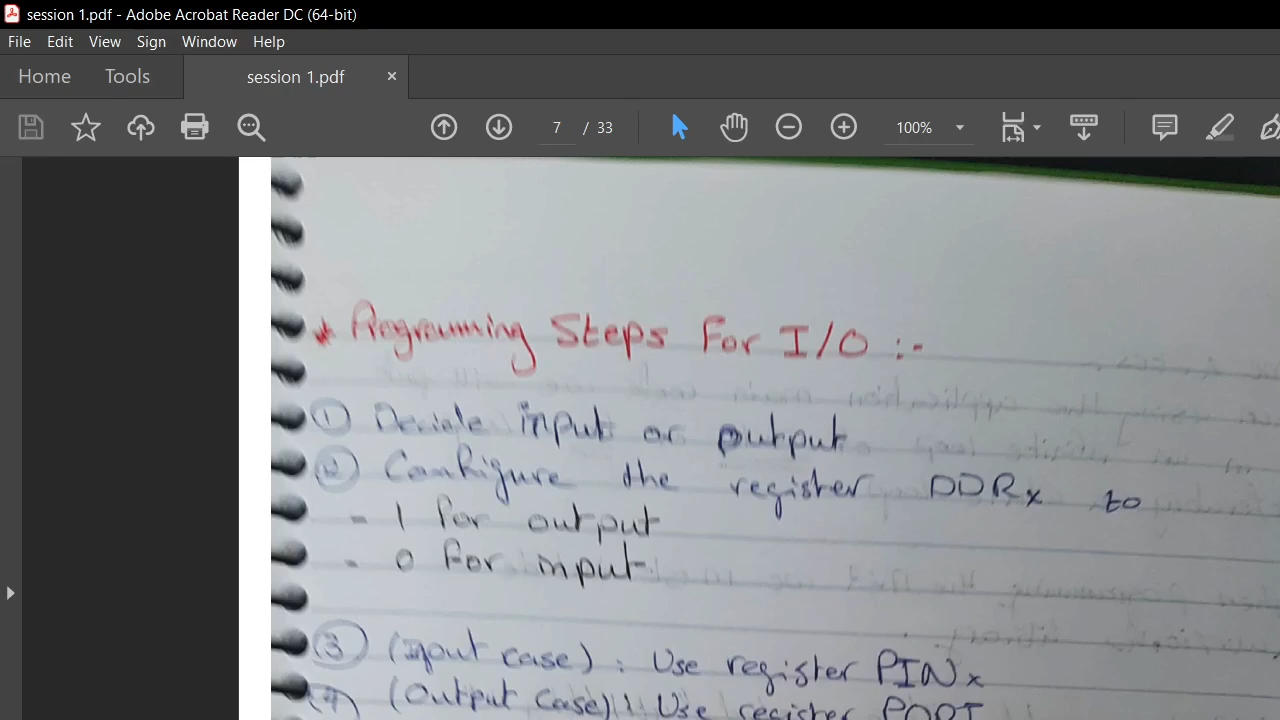 session 1.pdf - Adobe Acrobat Reader DC (64-bit)
File Edit View Sign Window Help
Home Tools session 1.pdf ×
7 / 33 100%
* Programming Steps For I/O :-
① Decide input or output
② Configure the register DDRx to
- 1 for output
- 0 for input
③ (Input case) : Use register PINx
④ (Output case) : Use register PORT